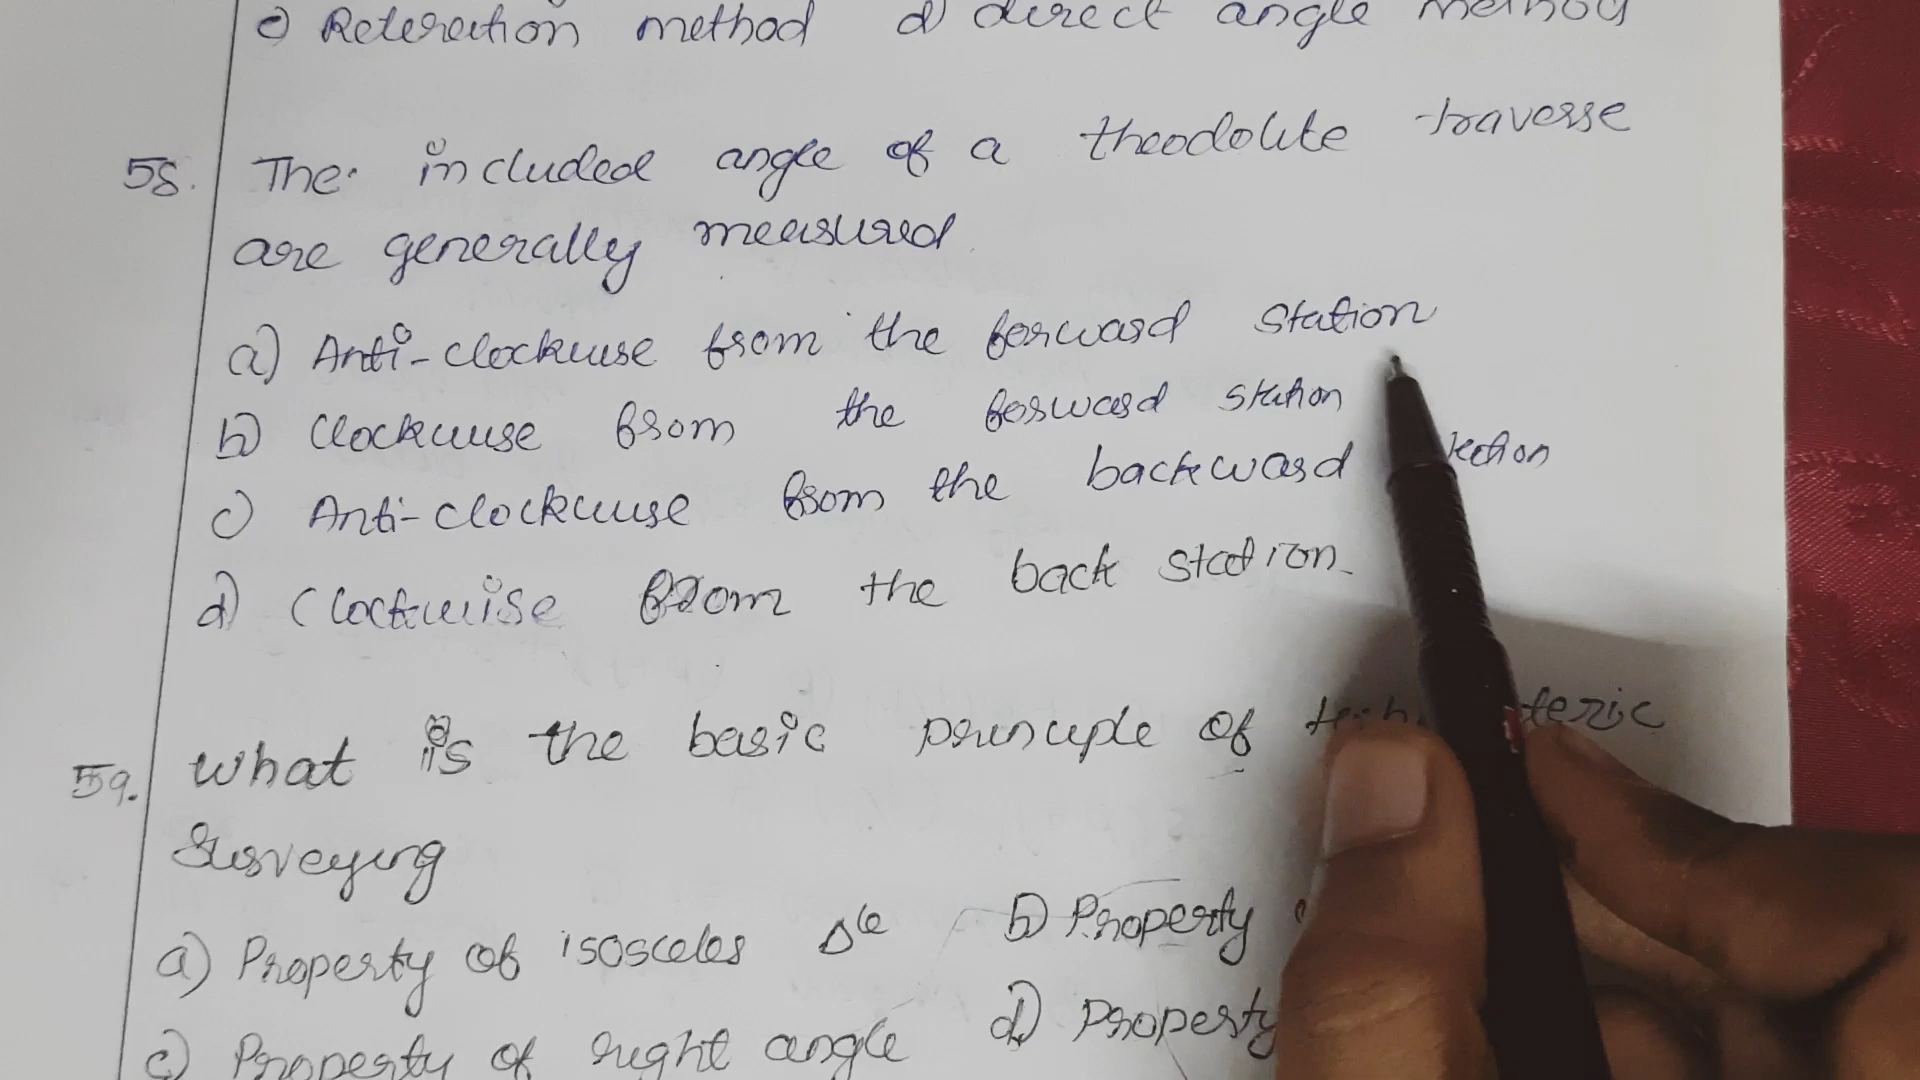 c) Reteration method d) direct angle method
58. The included angle of a theodolite traverse
are generally measured
a) Anti-clockwise from the forward station
b) Clockwise from the forward station
c) Anti-clockwise from the backward
d) Clockwise from the back station
59. What is the basic principle of
Surveying
a) Property of isosceles Δle b) Property
c) Property of right angle d) Property